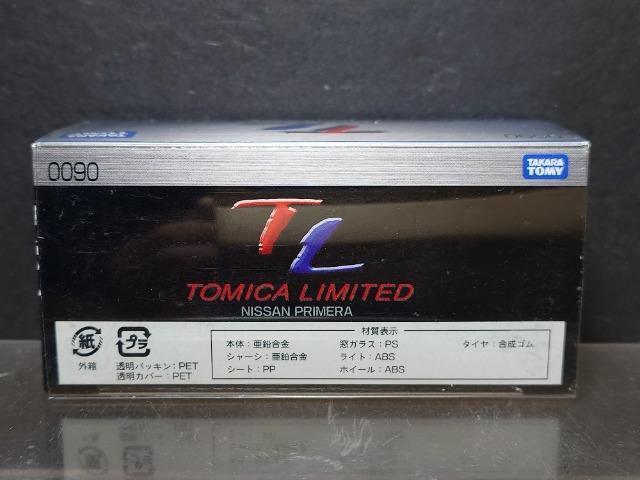 0090
TAKARA
TOMY
TL
TOMICA LIMITED
NISSAN PRIMERA
材質表示
紙
外箱
プラ
透明パッキン：PET
透明カバー：PET
本体：亜鉛合金
シャーシ：亜鉛合金
シート：PP
窓ガラス：PS
ライト：ABS
ホイール：ABS
タイヤ：合成ゴム